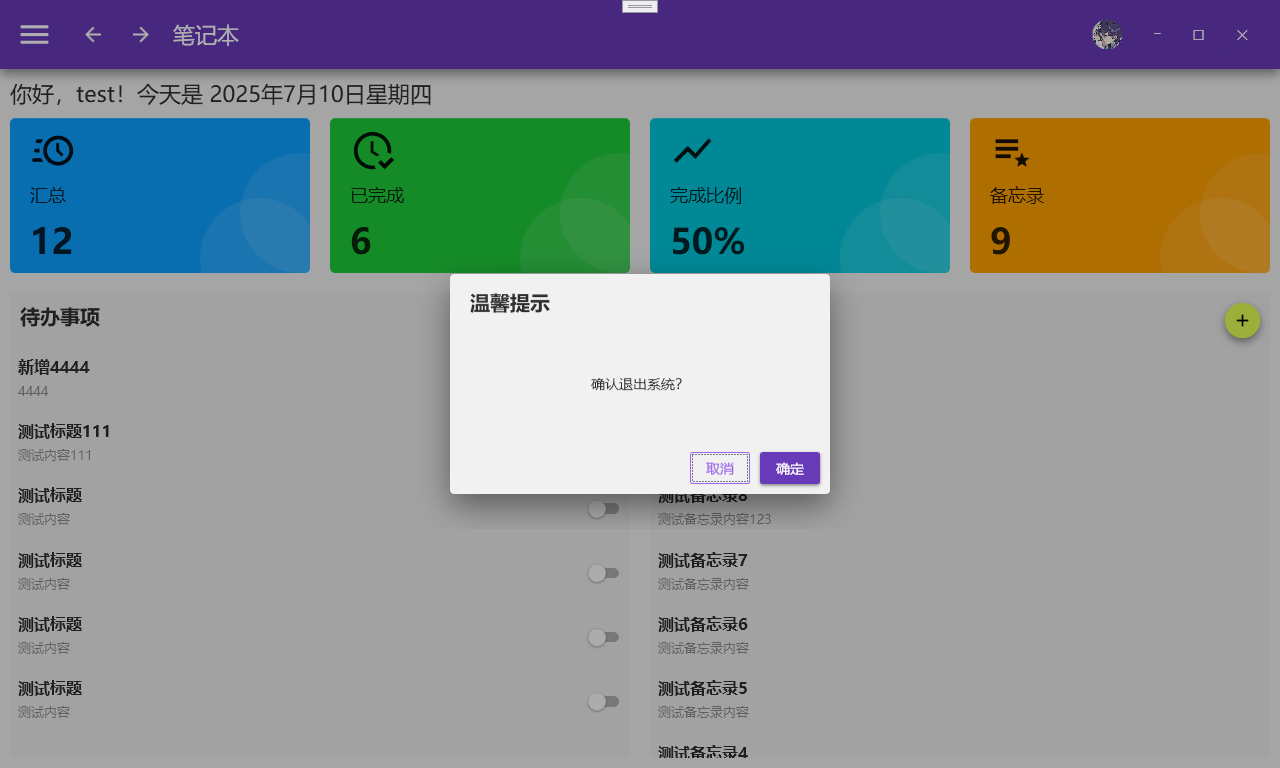 笔记本
你好，test！今天是 2025年7月10日星期四
汇总
12
已完成
6
完成比例
50%
备忘录
9
待办事项
新增4444
4444
测试标题111
测试内容111
测试标题
测试内容
测试标题
测试内容
测试标题
测试内容
测试标题
测试内容
温馨提示
确认退出系统?
取消
确定
测试备忘录8
测试备忘录内容123
测试备忘录7
测试备忘录内容
测试备忘录6
测试备忘录内容
测试备忘录5
测试备忘录内容
测试备忘录4